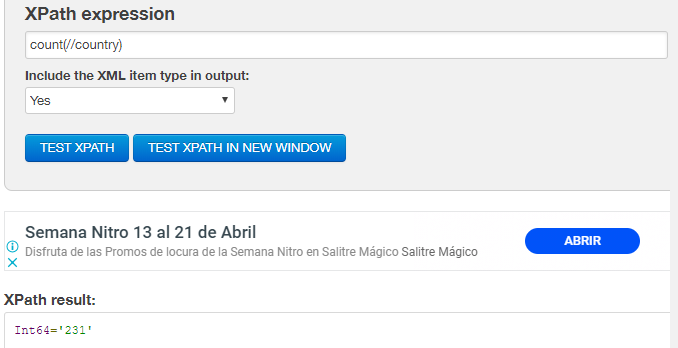 XPath expression
count(//country)
Include the XML item type in output:
Yes
TEST XPATH TEST XPATH IN NEW WINDOW
Semana Nitro 13 al 21 de Abril
Disfruta de las Promos de locura de la Semana Nitro en Salitre Mágico Salitre Mágico
ABRIR
XPath result:
Int64='231'